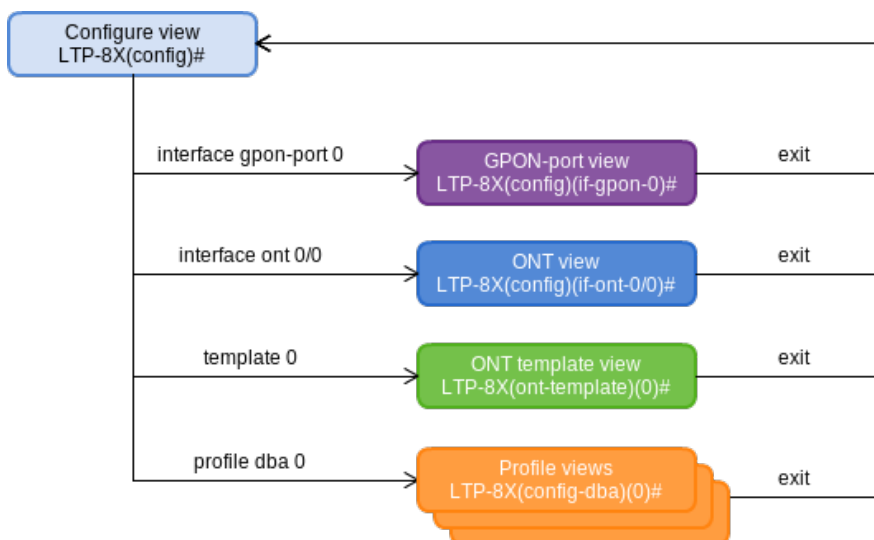 Configure view
LTP-8X(config)#
interface gpon-port 0
GPON-port view
LTP-8X(config)(if-gpon-0)#
exit
interface ont 0/0
ONT view
LTP-8X(config)(if-ont-0/0)#
exit
template 0
ONT template view
LTP-8X(ont-template)(0)#
exit
profile dba 0
Profile views
LTP-8X(config-dba)(0)#
exit